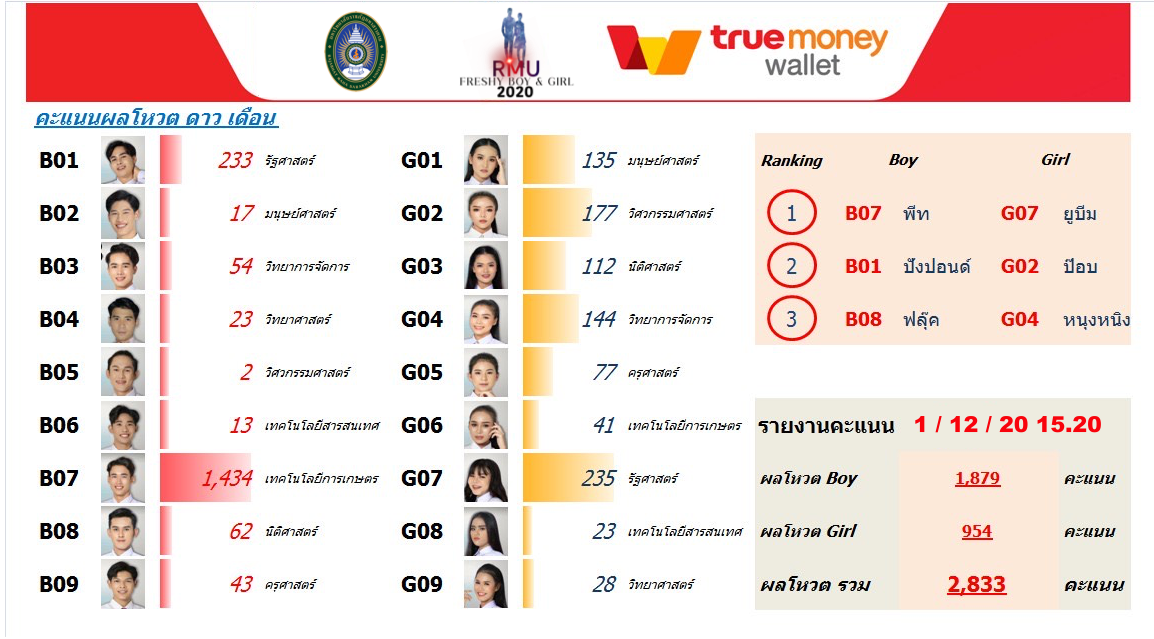 RMU
FRESHY BOY & GIRL
2020
true money
wallet
คะแนนผลโหวต ดาว เดือน
B01 233 รัฐศาสตร์
B02 17 มนุษย์ศาสตร์
B03 54 วิทยาการจัดการ
B04 23 วิทยาศาสตร์
B05 2 วิศวกรรมศาสตร์
B06 13 เทคโนโลยีสารสนเทศ
B07 1,434 เทคโนโลยีการเกษตร
B08 62 นิติศาสตร์
B09 43 ครุศาสตร์
G01 135 มนุษย์ศาสตร์
G02 177 วิศวกรรมศาสตร์
G03 112 นิติศาสตร์
G04 144 วิทยาการจัดการ
G05 77 ครุศาสตร์
G06 41 เทคโนโลยีการเกษตร
G07 235 รัฐศาสตร์
G08 23 เทคโนโลยีสารสนเทศ
G09 28 วิทยาศาสตร์
Ranking Boy Girl
1 B07 พีท G07 ยูบีม
2 B01 ปังปอนด์ G02 ป๊อบ
3 B08 ฟลุ๊ค G04 หนุงหนิง
รายงานคะแนน 1 / 12 / 20 15.20
ผลโหวต Boy 1,879 คะแนน
ผลโหวต Girl 954 คะแนน
ผลโหวต รวม 2,833 คะแนน